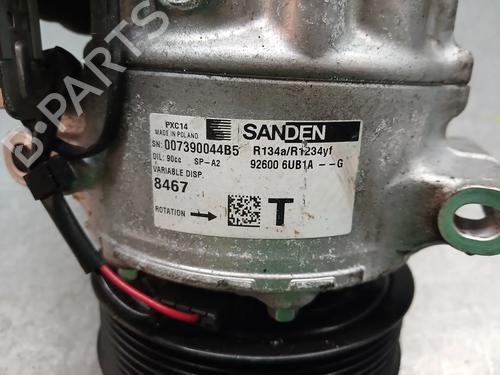 PXC14
MADE IN POLAND
SANDEN
SN: 007390044B5
R134a/R1234yf
OIL: 90cc SP-A2
92600 6UB1A --G
VARIABLE DISP.
8467
ROTATION
T
B-PARTS